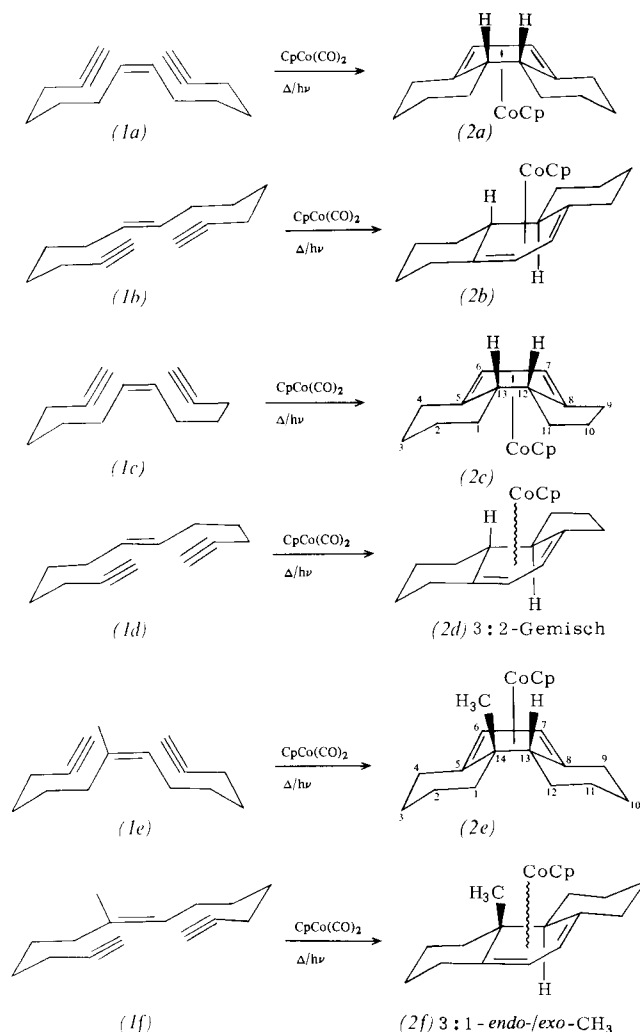 CpCo(CO)₂
Δ/hν
H H
CoCp
(1a) (2a)
CoCp
CpCo(CO)₂
Δ/hν
H
H
(1b) (2b)
H H
CpCo(CO)₂
Δ/hν
6 7
4 5 13 12 8 9
2 1 11 10
3
CoCp
(1c) (2c)
CoCp
CpCo(CO)₂
Δ/hν
H
H
(1d) (2d) 3:2-Gemisch
CoCp
H₃C H
CpCo(CO)₂
Δ/hν
6 7
4 5 14 13 8 9
2 1 12 11 10
3
(1e) (2e)
CoCp
H₃C
CpCo(CO)₂
Δ/hν
H
(1f) (2f) 3:1-endo-/exo-CH₃